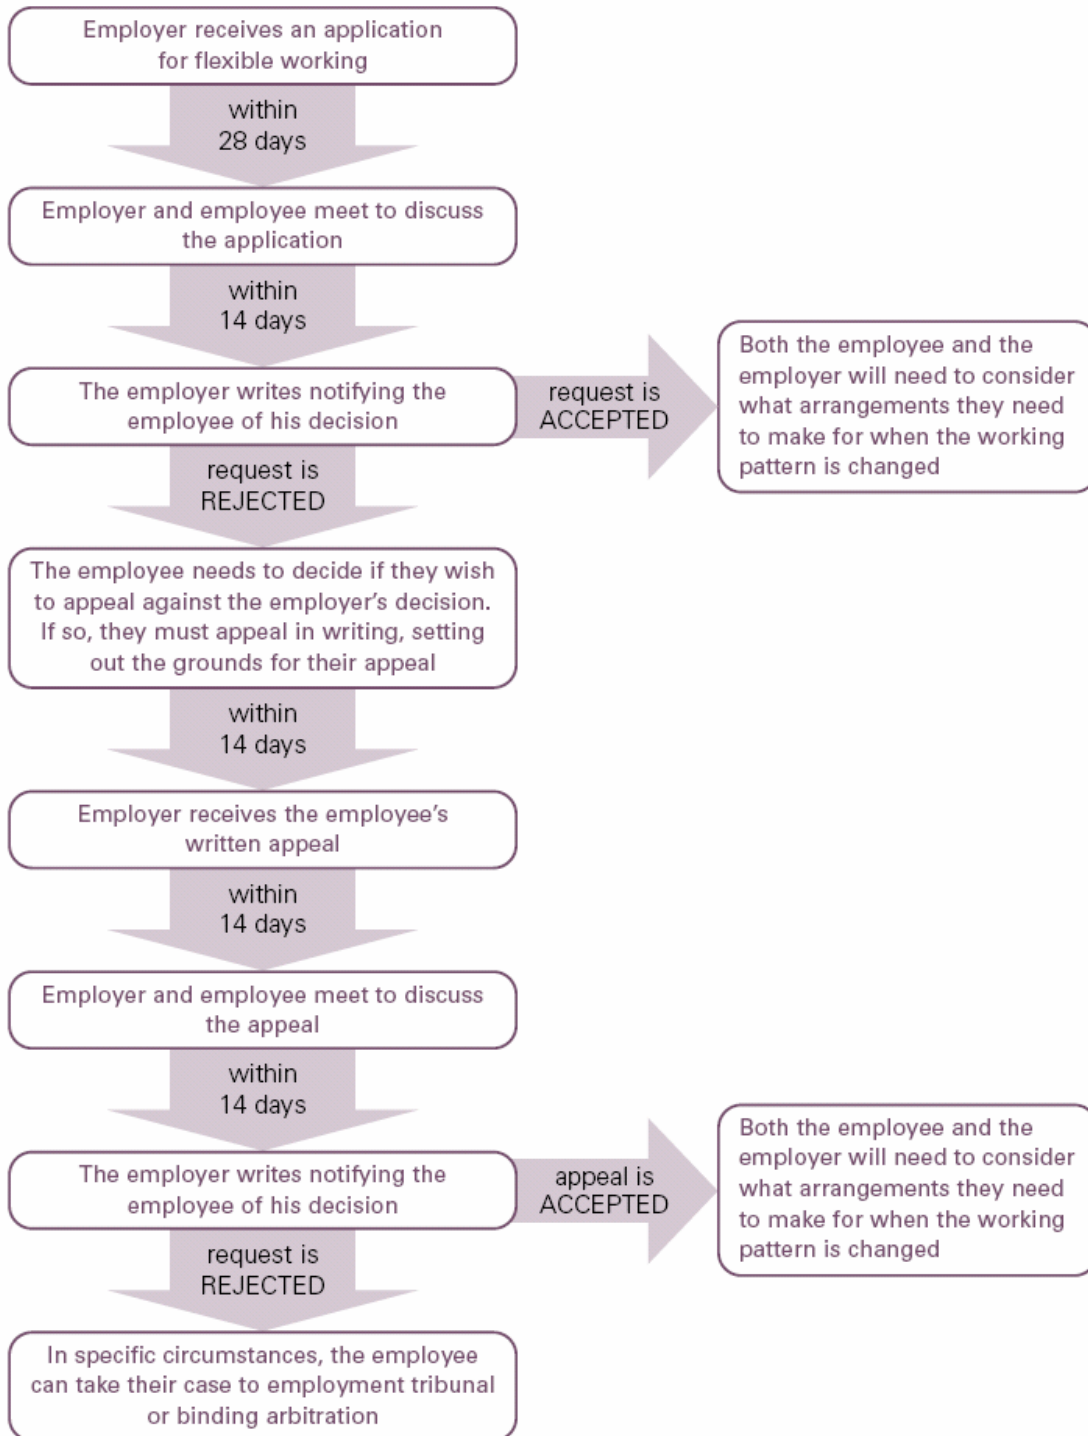 Employer receives an application
for flexible working
within
28 days
Employer and employee meet to discuss
the application
within
14 days
The employer writes notifying the
employee of his decision
request is
ACCEPTED
Both the employee and the
employer will need to consider
what arrangements they need
to make for when the working
pattern is changed
request is
REJECTED
The employee needs to decide if they wish
to appeal against the employer's decision.
If so, they must appeal in writing, setting
out the grounds for their appeal
within
14 days
Employer receives the employee's
written appeal
within
14 days
Employer and employee meet to discuss
the appeal
within
14 days
The employer writes notifying the
employee of his decision
appeal is
ACCEPTED
Both the employee and the
employer will need to consider
what arrangements they need
to make for when the working
pattern is changed
request is
REJECTED
In specific circumstances, the employee
can take their case to employment tribunal
or binding arbitration